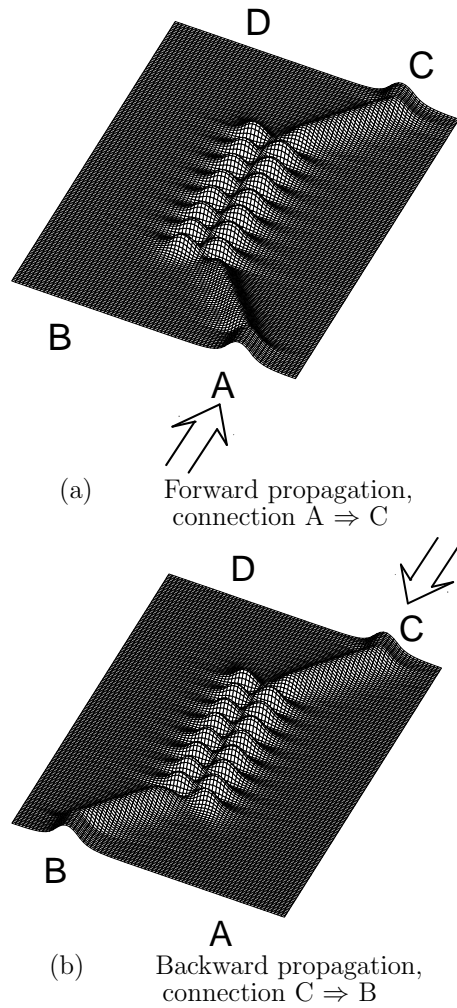 D
C
B
A
(a) Forward propagation,
connection A ⇒ C
D
C
B
A
(b) Backward propagation,
connection C ⇒ B